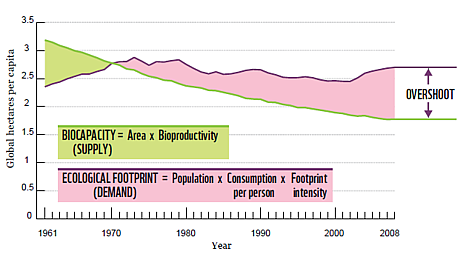 3.5
3
2.5
2
1.5
1
0.5
0
Global hectares per capita
OVERSHOOT
BIOCAPACITY = Area x Bioproductivity
(SUPPLY)
ECOLOGICAL FOOTPRINT = Population x Consumption x Footprint
(DEMAND) per person intensity
1961 1970 1980 1990 2000 2008
Year